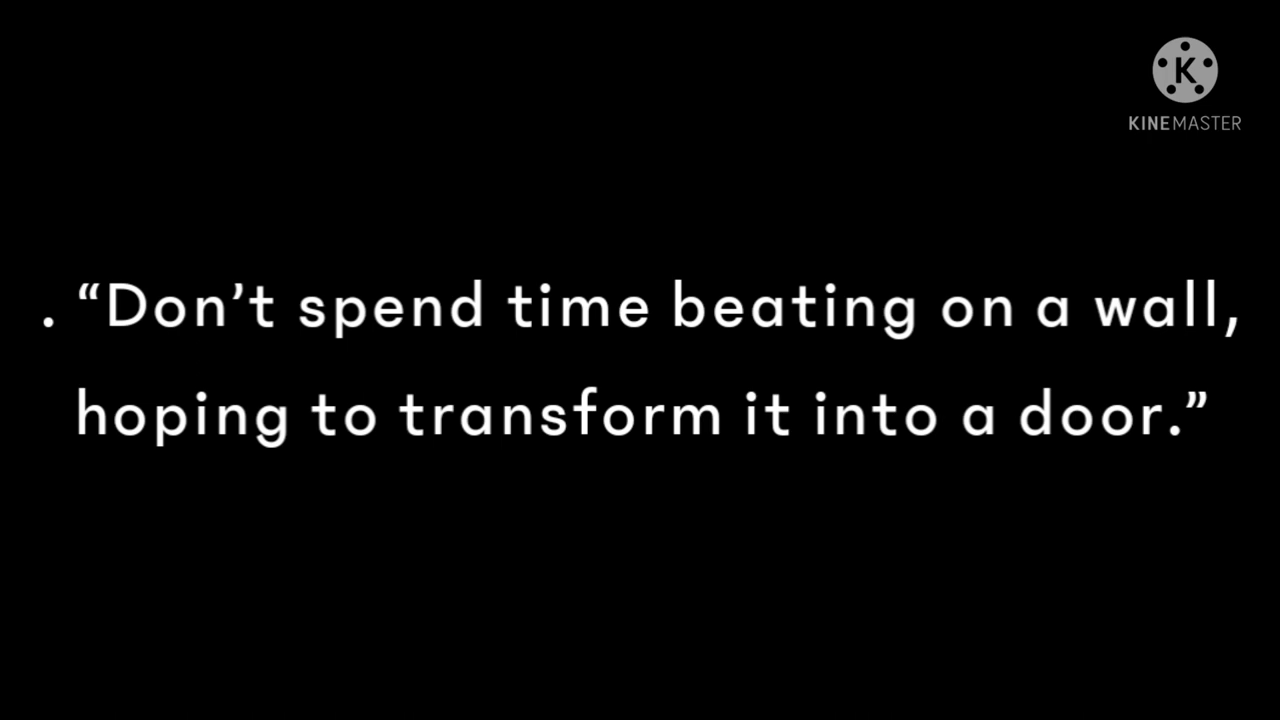 K
KINEMASTER
. “Don’t spend time beating on a wall,
hoping to transform it into a door.”